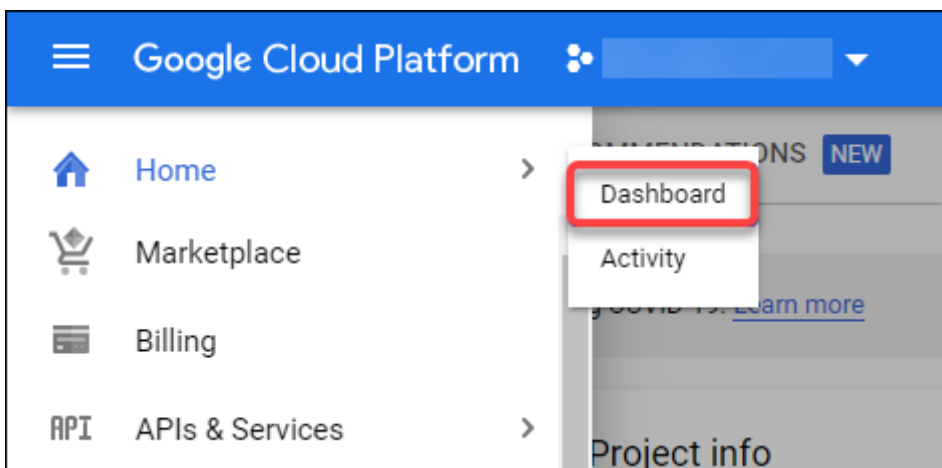 Google Cloud Platform
Home
NEW
Dashboard
Marketplace
Activity
Learn more
Billing
API APIs & Services
Project info